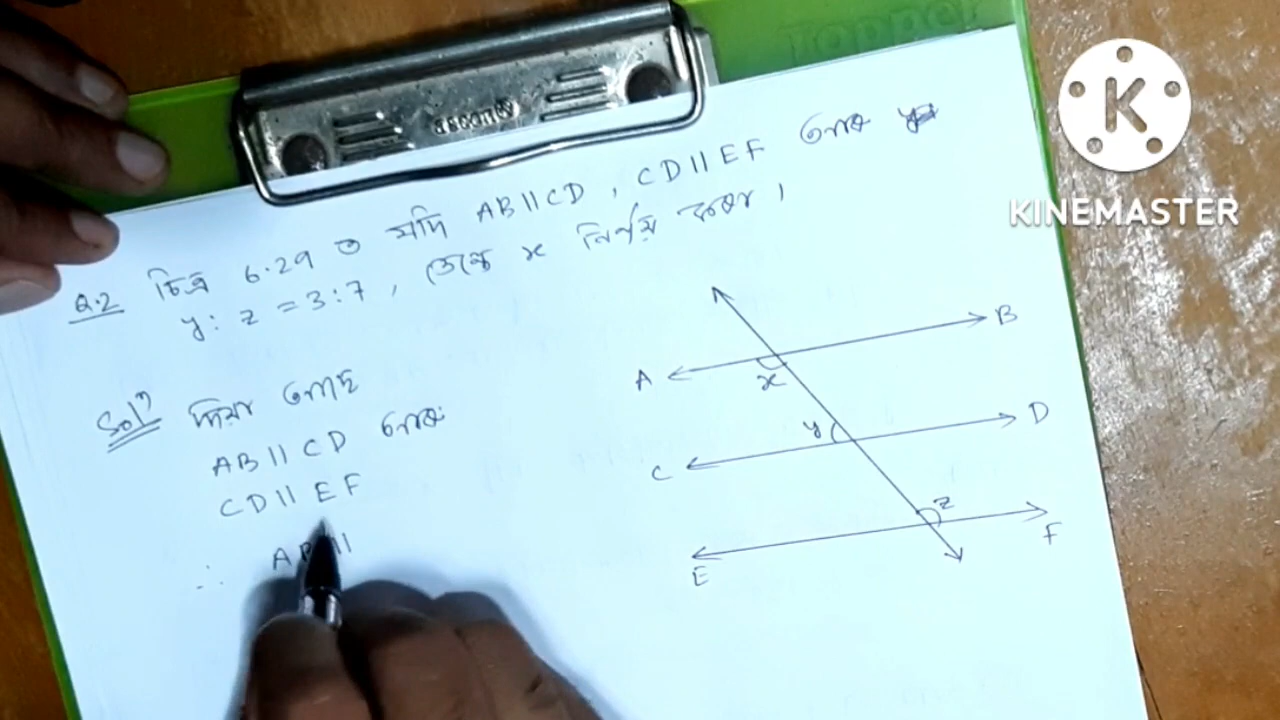 Q.2 চিত্ৰ 6.29 ত যদি AB॥CD, CD॥EF আৰু
y : z = 3:7, তেন্তে x নিৰ্ণয় কৰা।
Solⁿ দিয়া আছে
AB॥CD আৰু
CD॥EF
∴ AB ॥
A
B
x
y
C
D
z
E
F
K
KINEMASTER